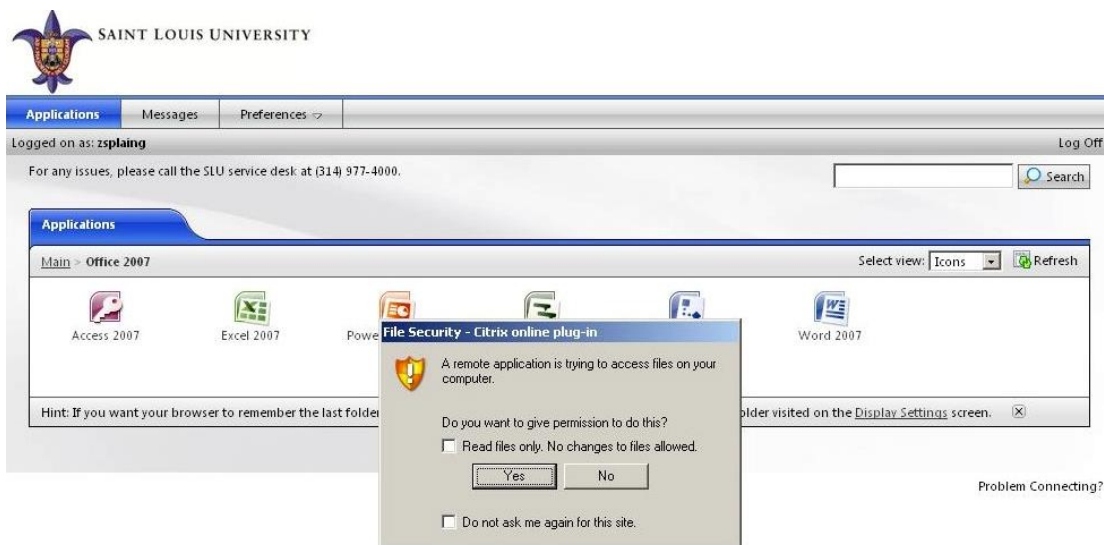 SAINT LOUIS UNIVERSITY
Applications Messages Preferences
Logged on as: zsplaing Log Off
For any issues, please call the SLU service desk at (314) 977-4000.
Search
Applications
Main > Office 2007 Select view: Icons Refresh
Access 2007 Excel 2007 Powe Word 2007
File Security - Citrix online plug-in
A remote application is trying to access files on your
computer.
Hint: If you want your browser to remember the last folder older visited on the Display Settings screen.
Do you want to give permission to do this?
Read files only. No changes to files allowed.
Yes No
Problem Connecting?
Do not ask me again for this site.